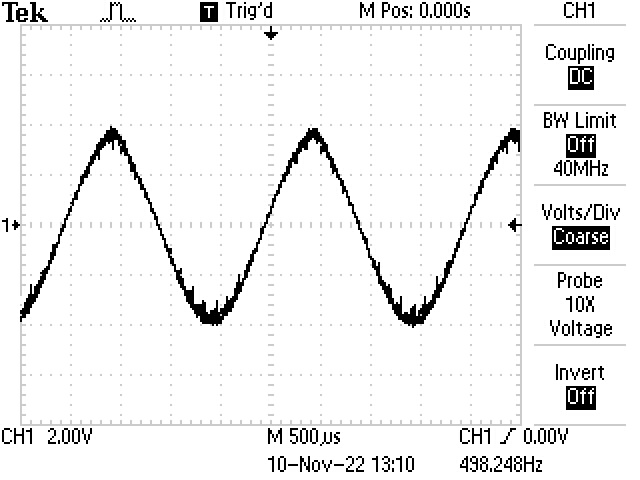 Tek T Trig'd M Pos: 0.000s CH1
Coupling
DC
BW Limit
Off
40MHz
Volts/Div
Coarse
Probe
10X
Voltage
Invert
Off
1
CH1 2.00V M 500µs CH1 0.00V
10-Nov-22 13:10 498.248Hz